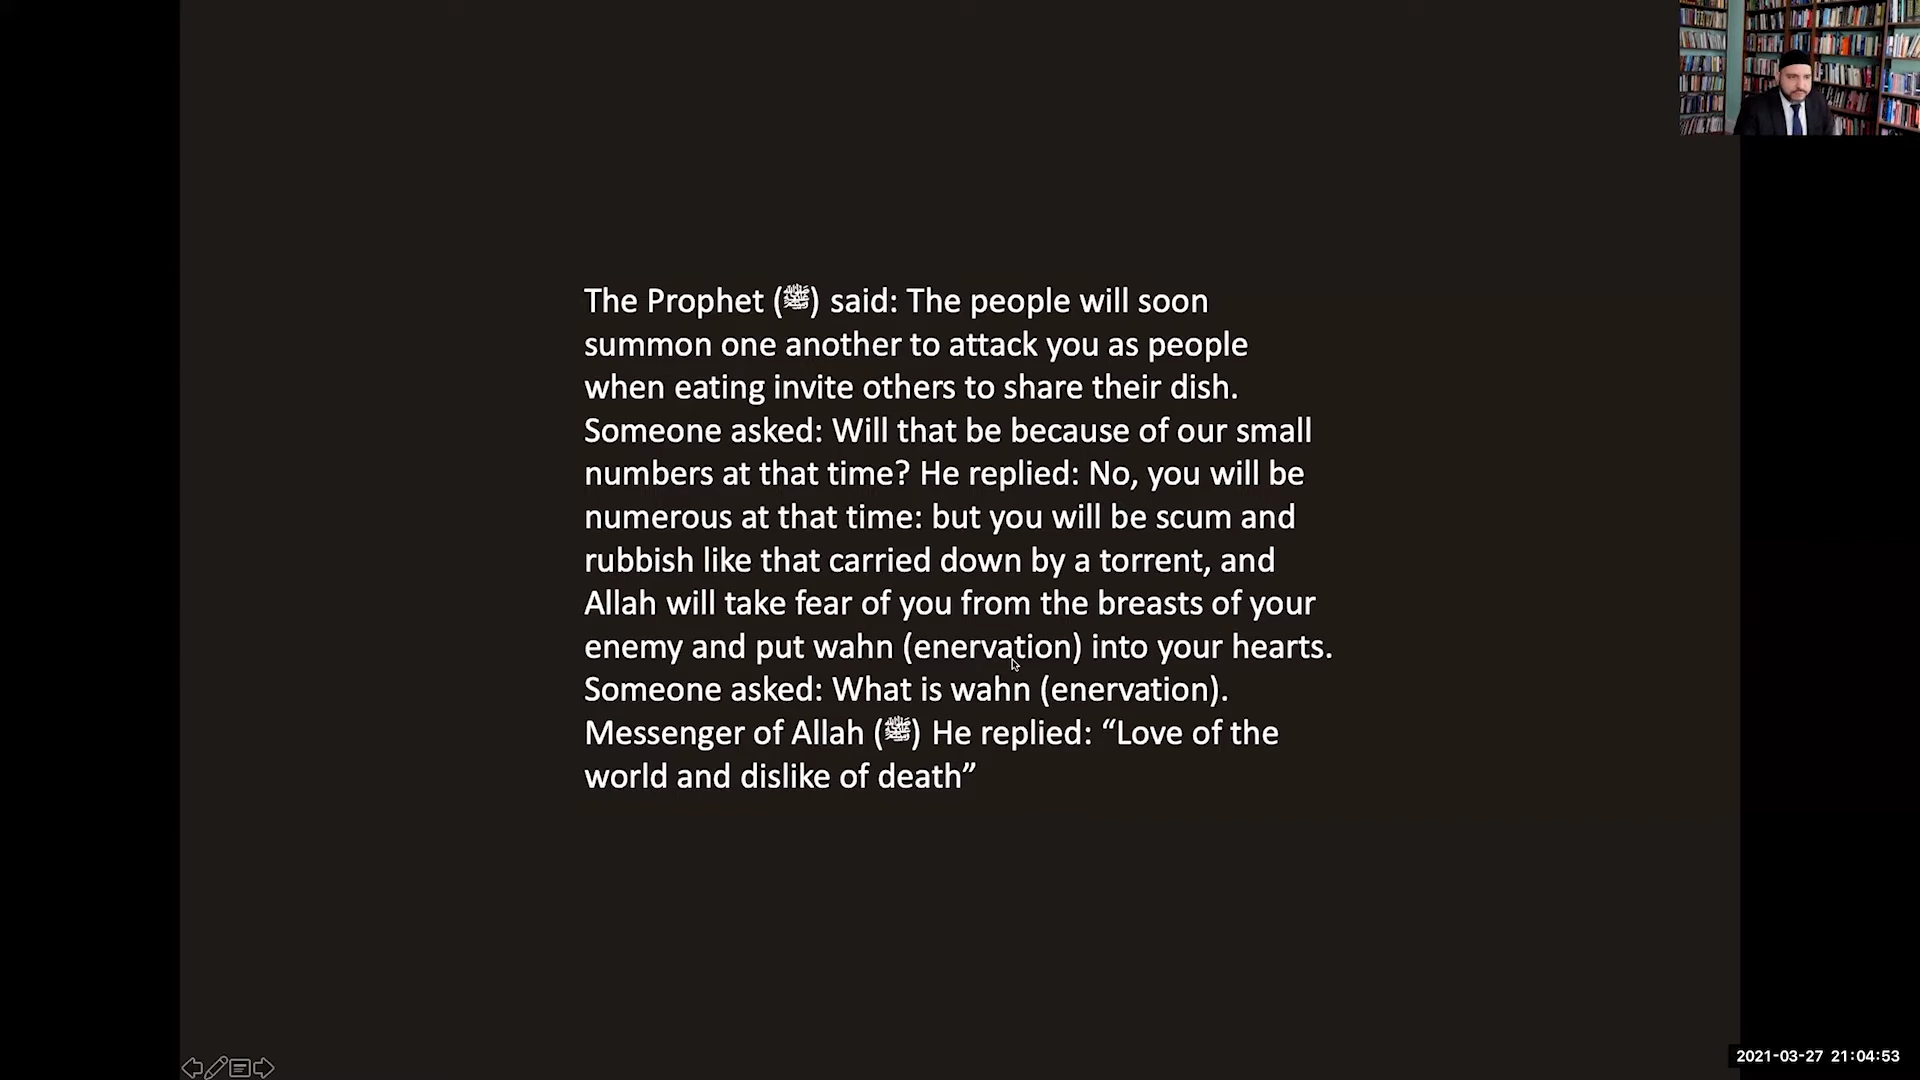 The Prophet (ﷺ) said: The people will soon
summon one another to attack you as people
when eating invite others to share their dish.
Someone asked: Will that be because of our small
numbers at that time? He replied: No, you will be
numerous at that time: but you will be scum and
rubbish like that carried down by a torrent, and
Allah will take fear of you from the breasts of your
enemy and put wahn (enervation) into your hearts.
Someone asked: What is wahn (enervation).
Messenger of Allah (ﷺ) He replied: “Love of the
world and dislike of death”
2021-03-27 21:04:53